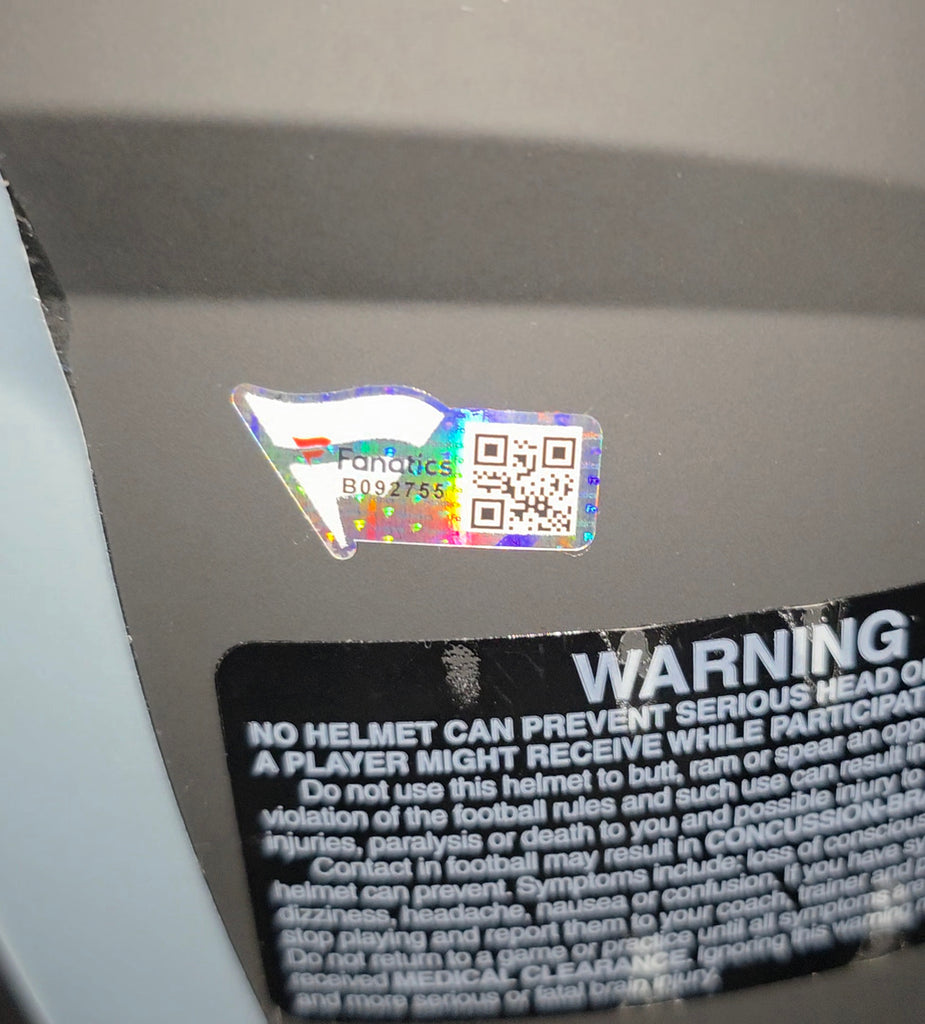 Fanatics
B092755
WARNING
NO HELMET CAN PREVENT SERIOUS HEAD
A PLAYER MIGHT RECEIVE WHILE
Do not use this helmet to butt, ram or spear an
violation of the football rules and such use can result in
injuries, paralysis or death to you and possible injury to
Contact in football may result in
helmet can prevent. Symptoms include: loss of
dizziness, headache, nausea or confusion. If you have
stop playing and report them to your coach, trainer and
Do not return to a game or practice until all symptoms are
received MEDICAL CLEARANCE. Ignoring this warning
and more serious or fatal brain injury.